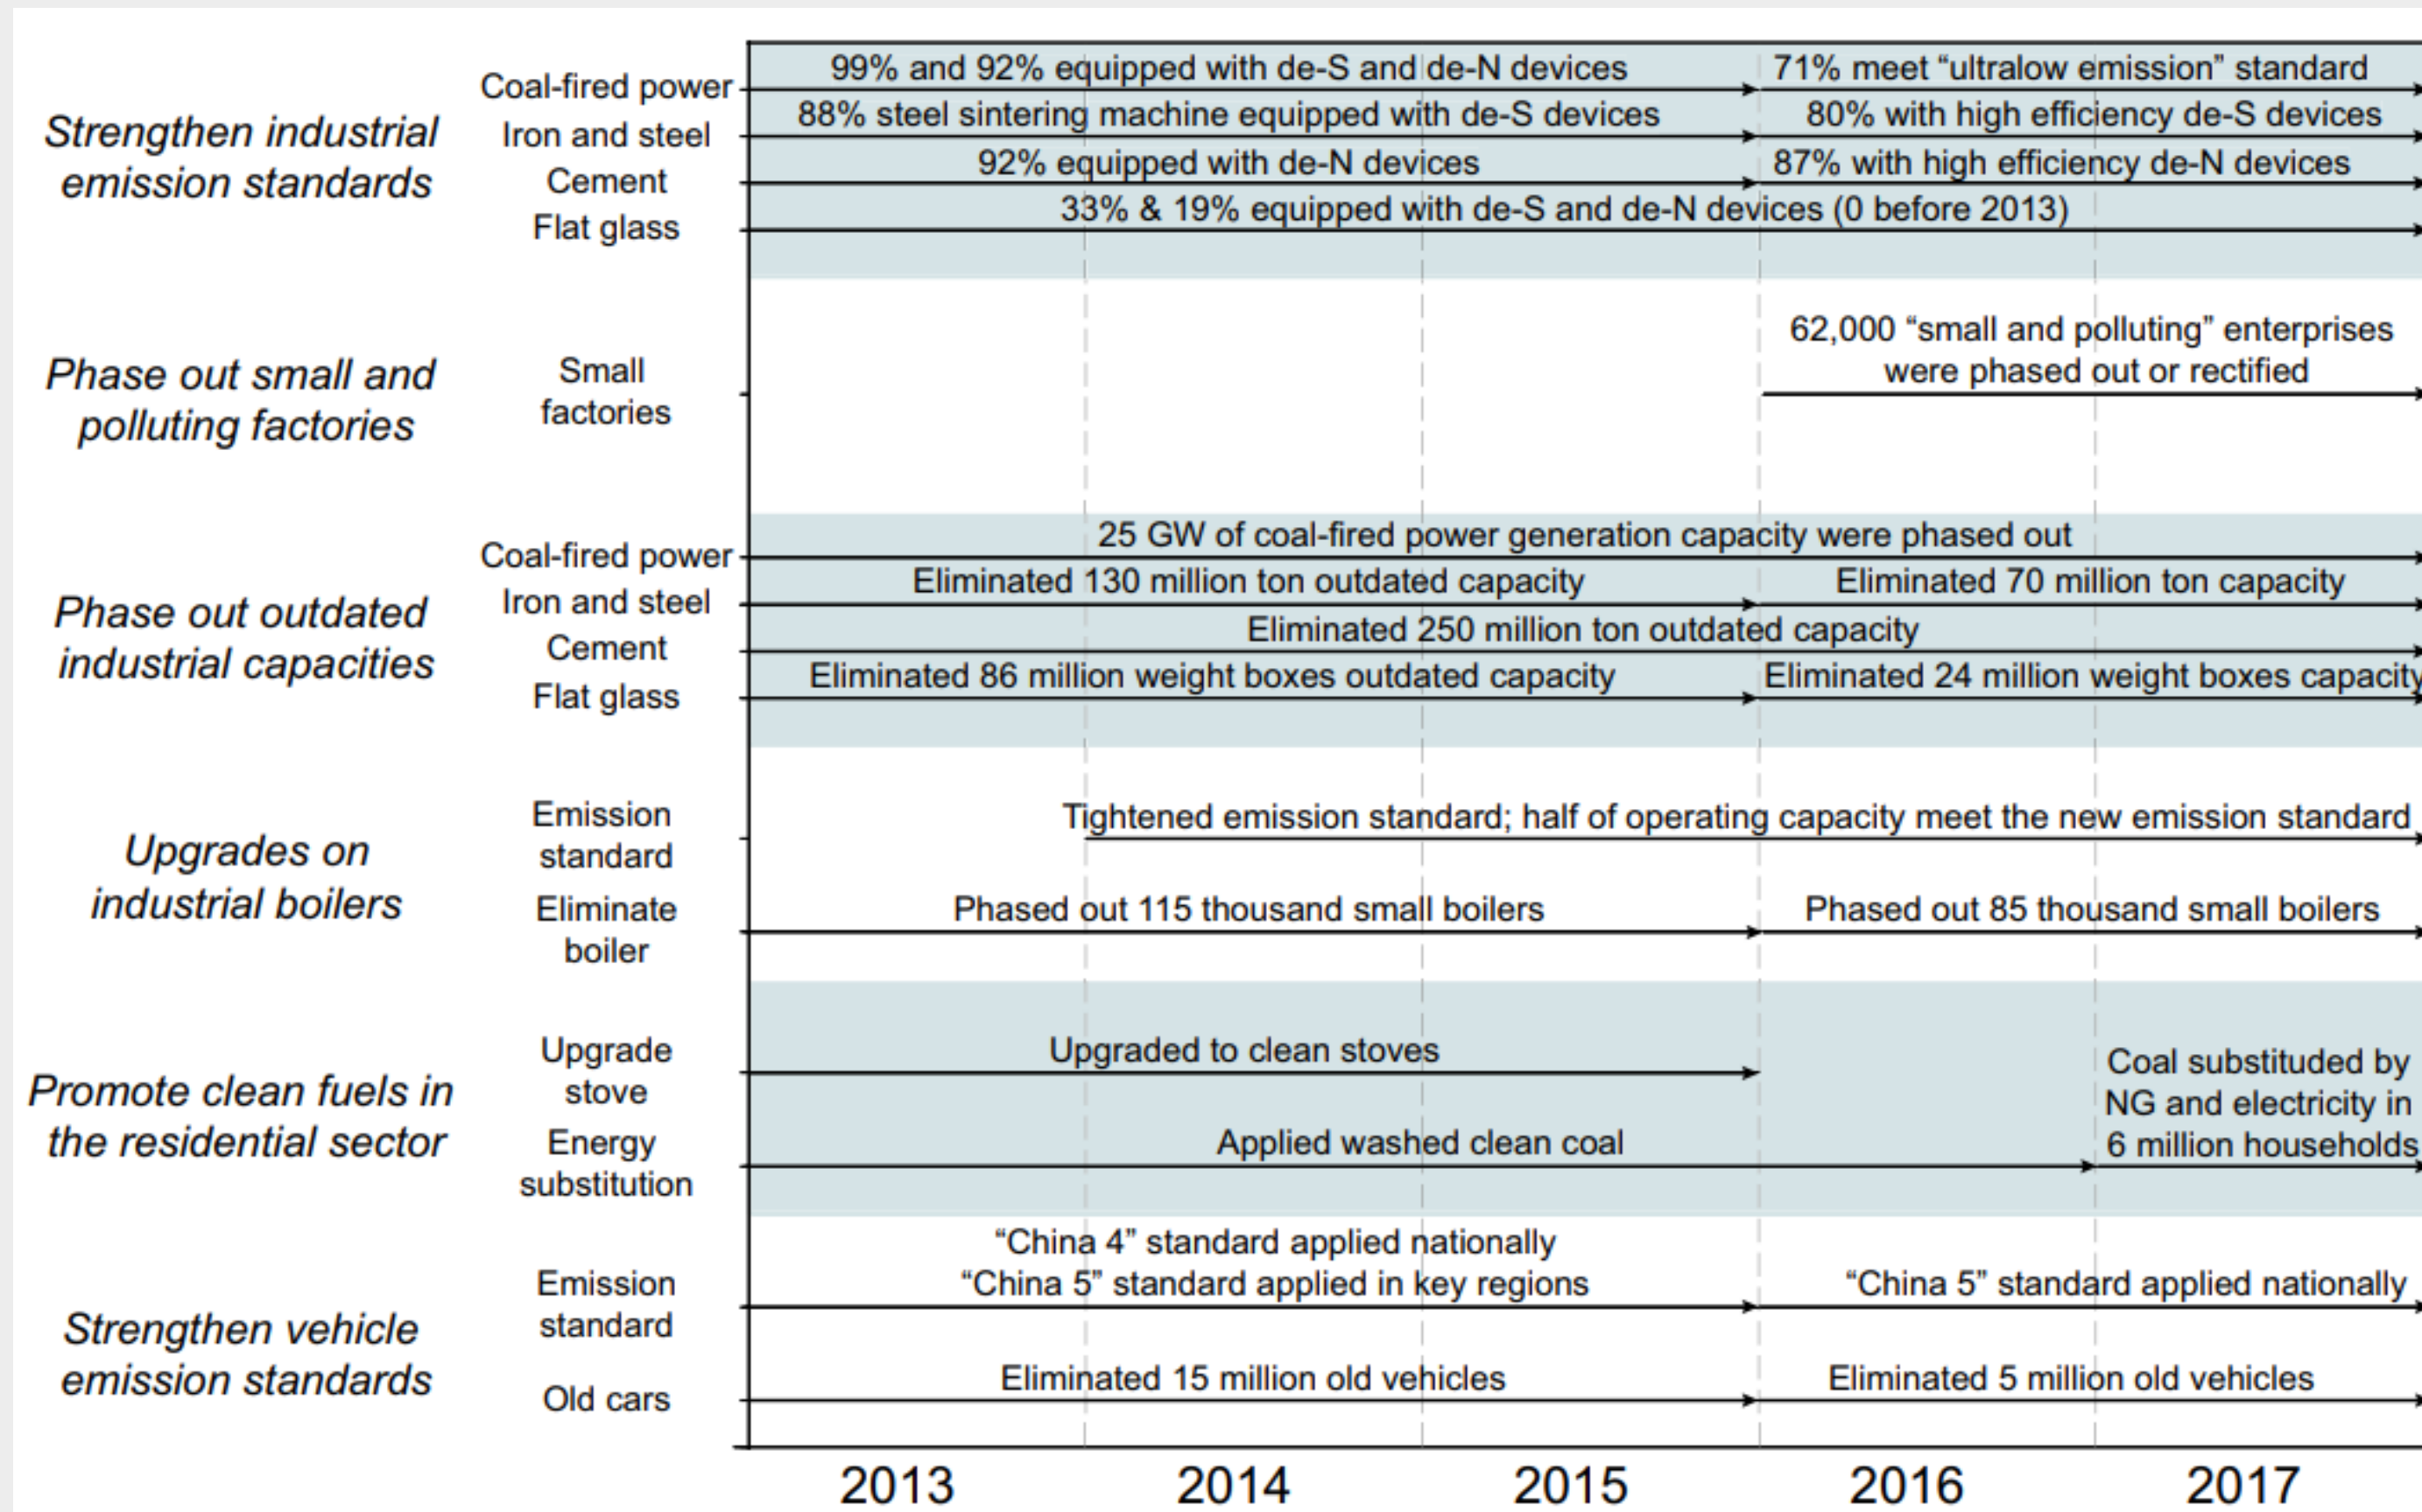 Strengthen industrial
emission standards
Coal-fired power
99% and 92% equipped with de-S and de-N devices
71% meet “ultralow emission” standard
Iron and steel
88% steel sintering machine equipped with de-S devices
80% with high efficiency de-S devices
Cement
92% equipped with de-N devices
87% with high efficiency de-N devices
Flat glass
33% & 19% equipped with de-S and de-N devices (0 before 2013)
Phase out small and
polluting factories
Small
factories
62,000 “small and polluting” enterprises
were phased out or rectified
Phase out outdated
industrial capacities
Coal-fired power
25 GW of coal-fired power generation capacity were phased out
Iron and steel
Eliminated 130 million ton outdated capacity
Eliminated 70 million ton capacity
Cement
Eliminated 250 million ton outdated capacity
Flat glass
Eliminated 86 million weight boxes outdated capacity
Eliminated 24 million weight boxes capacity
Upgrades on
industrial boilers
Emission
standard
Tightened emission standard; half of operating capacity meet the new emission standard
Eliminate
boiler
Phased out 115 thousand small boilers
Phased out 85 thousand small boilers
Promote clean fuels in
the residential sector
Upgrade
stove
Upgraded to clean stoves
Energy
substitution
Applied washed clean coal
Coal substituded by
NG and electricity in
6 million households
Strengthen vehicle
emission standards
Emission
standard
“China 4” standard applied nationally
“China 5” standard applied in key regions
“China 5” standard applied nationally
Old cars
Eliminated 15 million old vehicles
Eliminated 5 million old vehicles
2013
2014
2015
2016
2017